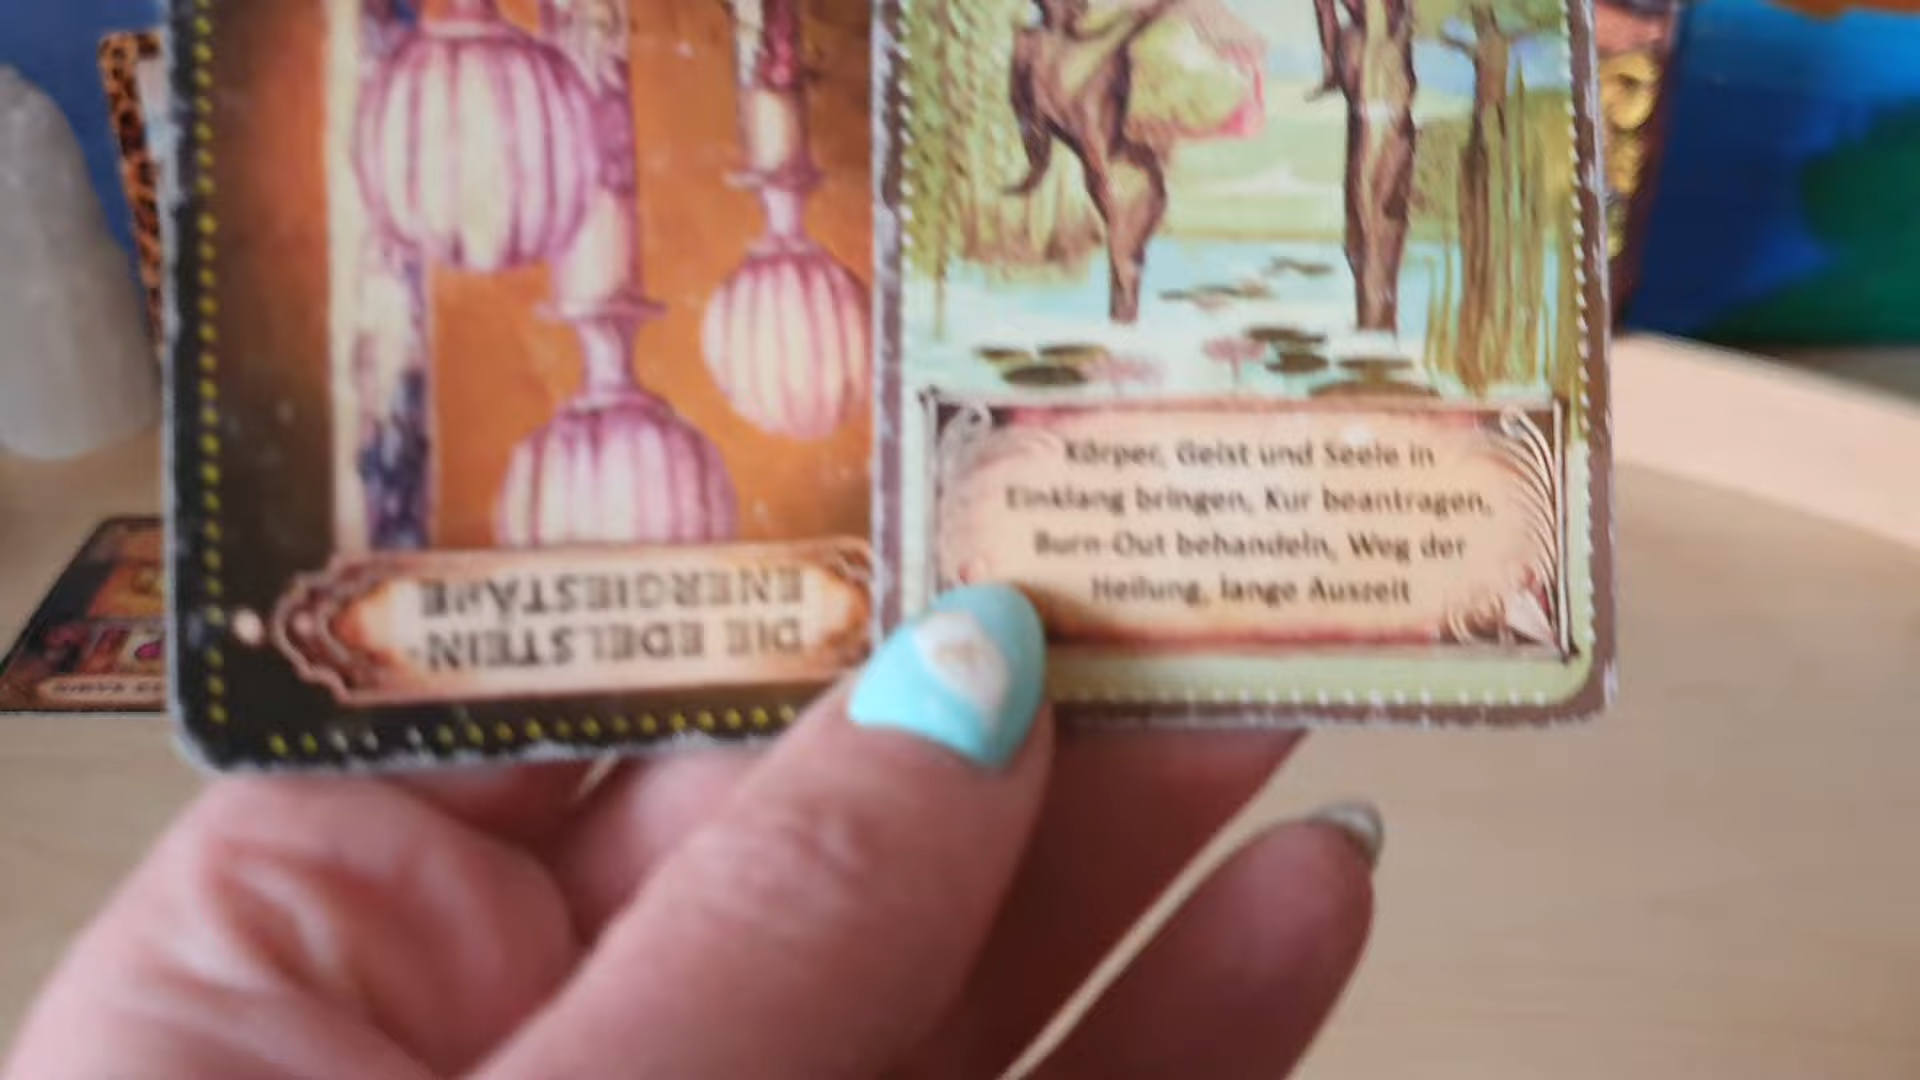 DIE EDELSTEIN-
ENERGIESTÄBE
Körper, Geist und Seele in
Einklang bringen, Kur beantragen,
Burn-Out behandeln, Weg der
Heilung, lange Auszeit